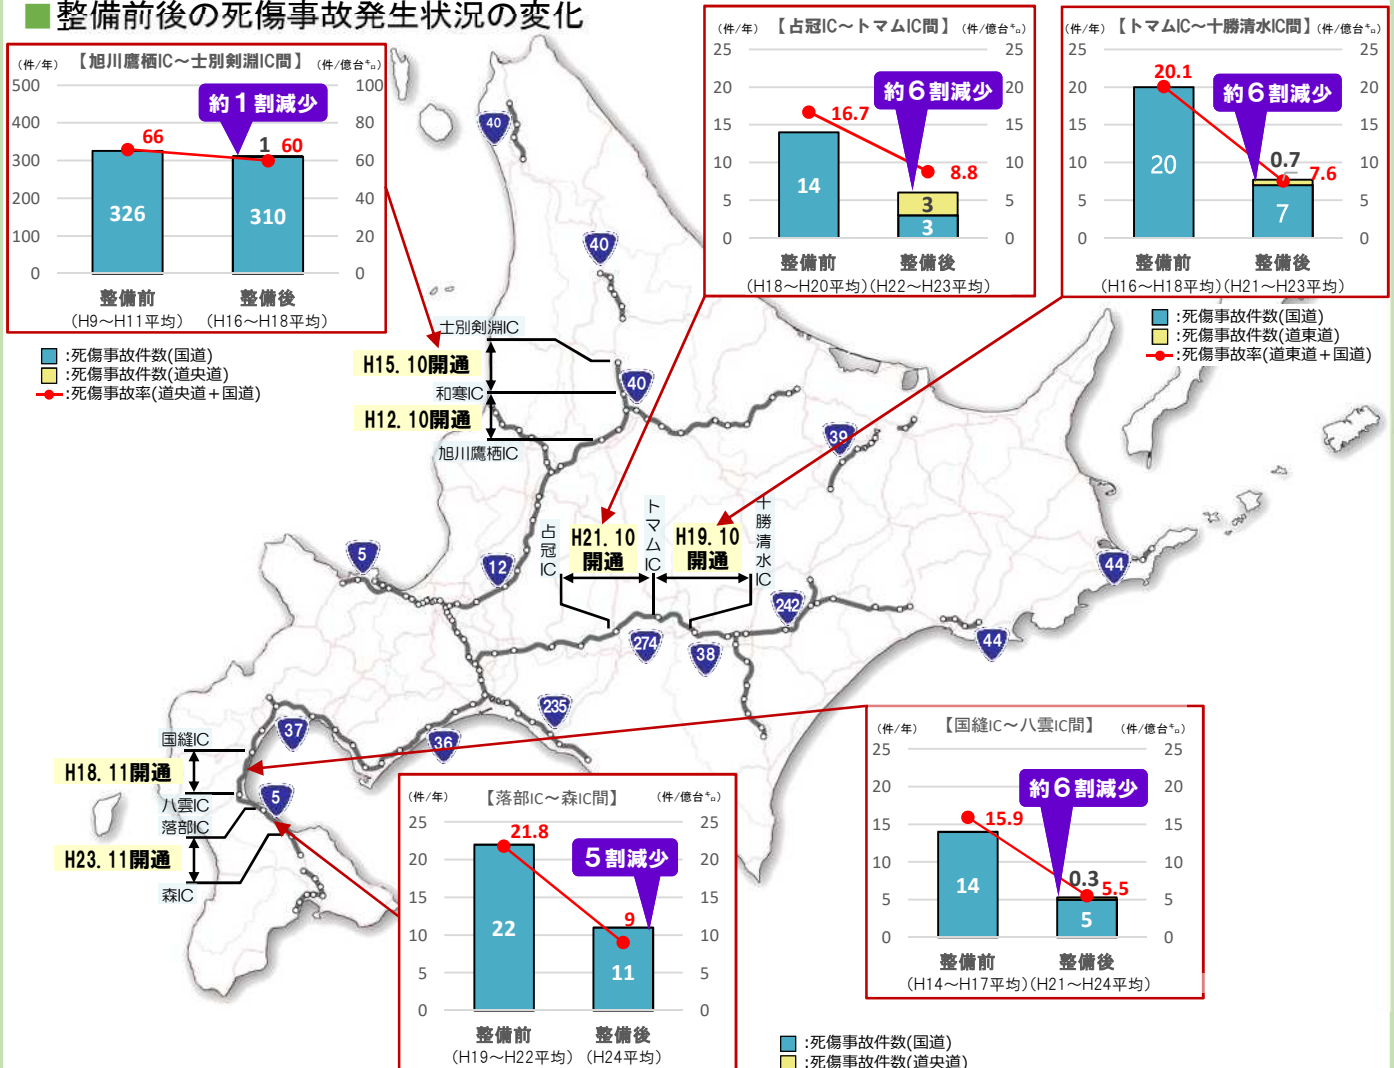 整備前後の死傷事故発生状況の変化
(件/年)
【旭川鷹栖IC～士別剣淵IC間】
(件/億台㌔)
500
400
300
200
100
0
100
80
60
40
20
0
66
約1割減少
1
60
326
310
整備前
整備後
(H9～H11平均)
(H16～H18平均)
:死傷事故件数(国道)
:死傷事故件数(道央道)
:死傷事故率(道央道＋国道)
(件/年)
【占冠IC～トマムIC間】
(件/億台㌔)
25
20
15
10
5
0
25
20
15
10
5
0
16.7
約6割減少
8.8
14
3
3
整備前
整備後
(H18～H20平均)
(H22～H23平均)
(件/年)
【トマムIC～十勝清水IC間】
(件/億台㌔)
25
20
15
10
5
0
25
20
15
10
5
0
20.1
約6割減少
0.7
7.6
20
7
整備前
整備後
(H16～H18平均)
(H21～H23平均)
:死傷事故件数(国道)
:死傷事故件数(道東道)
:死傷事故率(道東道＋国道)
40
40
士別剣淵IC
H15.10開通
和寒IC
H12.10開通
旭川鷹栖IC
40
39
占冠IC
H21.10
開通
トマムIC
H19.10
開通
十勝清水IC
5
12
44
242
274
38
44
235
37
36
国縫IC
H18.11開通
八雲IC
5
落部IC
H23.11開通
森IC
(件/年)
【落部IC～森IC間】
(件/億台㌔)
25
20
15
10
5
0
25
20
15
10
5
0
21.8
5割減少
9
22
11
整備前
整備後
(H19～H22平均)
(H24平均)
(件/年)
【国縫IC～八雲IC間】
(件/億台㌔)
25
20
15
10
5
0
25
20
15
10
5
0
15.9
約6割減少
0.3
5.5
14
5
整備前
整備後
(H14～H17平均)
(H21～H24平均)
:死傷事故件数(国道)
:死傷事故件数(道央道)